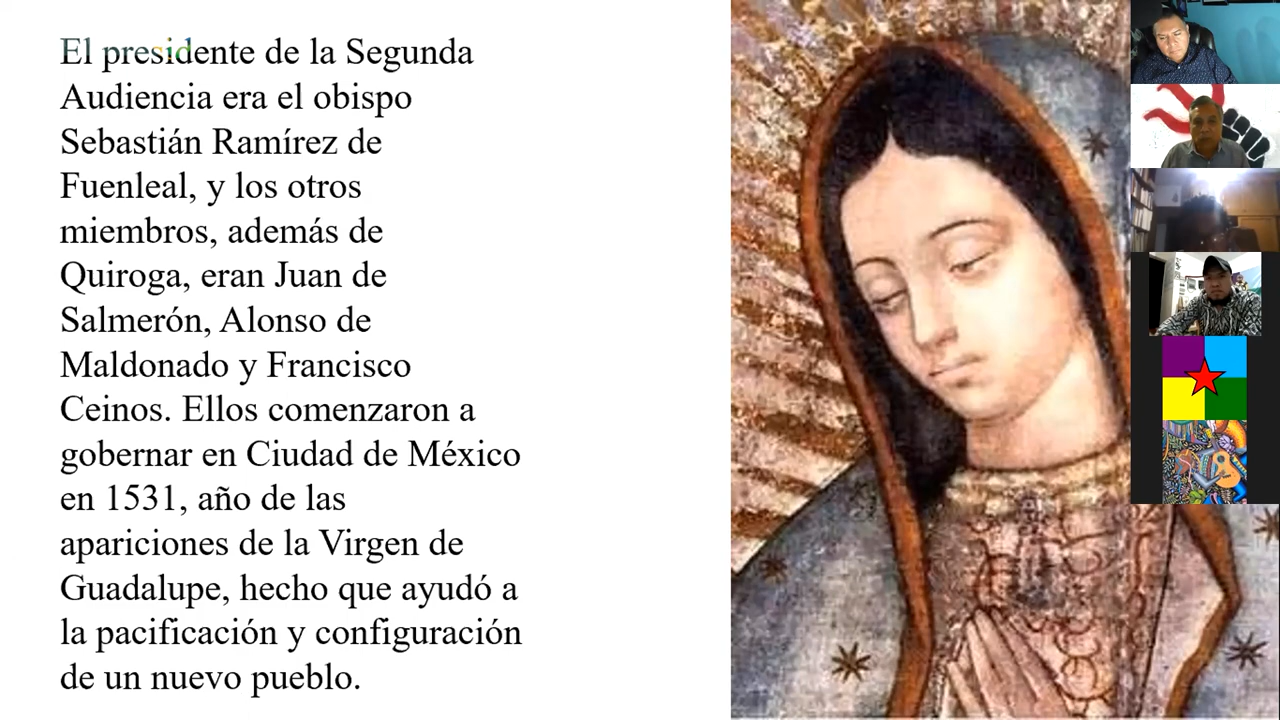 El presidente de la Segunda
Audiencia era el obispo
Sebastián Ramírez de
Fuenleal, y los otros
miembros, además de
Quiroga, eran Juan de
Salmerón, Alonso de
Maldonado y Francisco
Ceinos. Ellos comenzaron a
gobernar en Ciudad de México
en 1531, año de las
apariciones de la Virgen de
Guadalupe, hecho que ayudó a
la pacificación y configuración
de un nuevo pueblo.